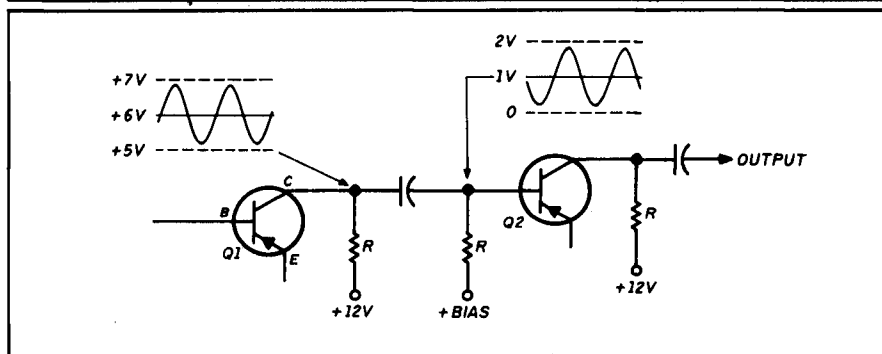 +7V
+6V
+5V
2V
1V
0
B
C
E
Q1
R
+12V
R
+BIAS
Q2
R
+12V
OUTPUT